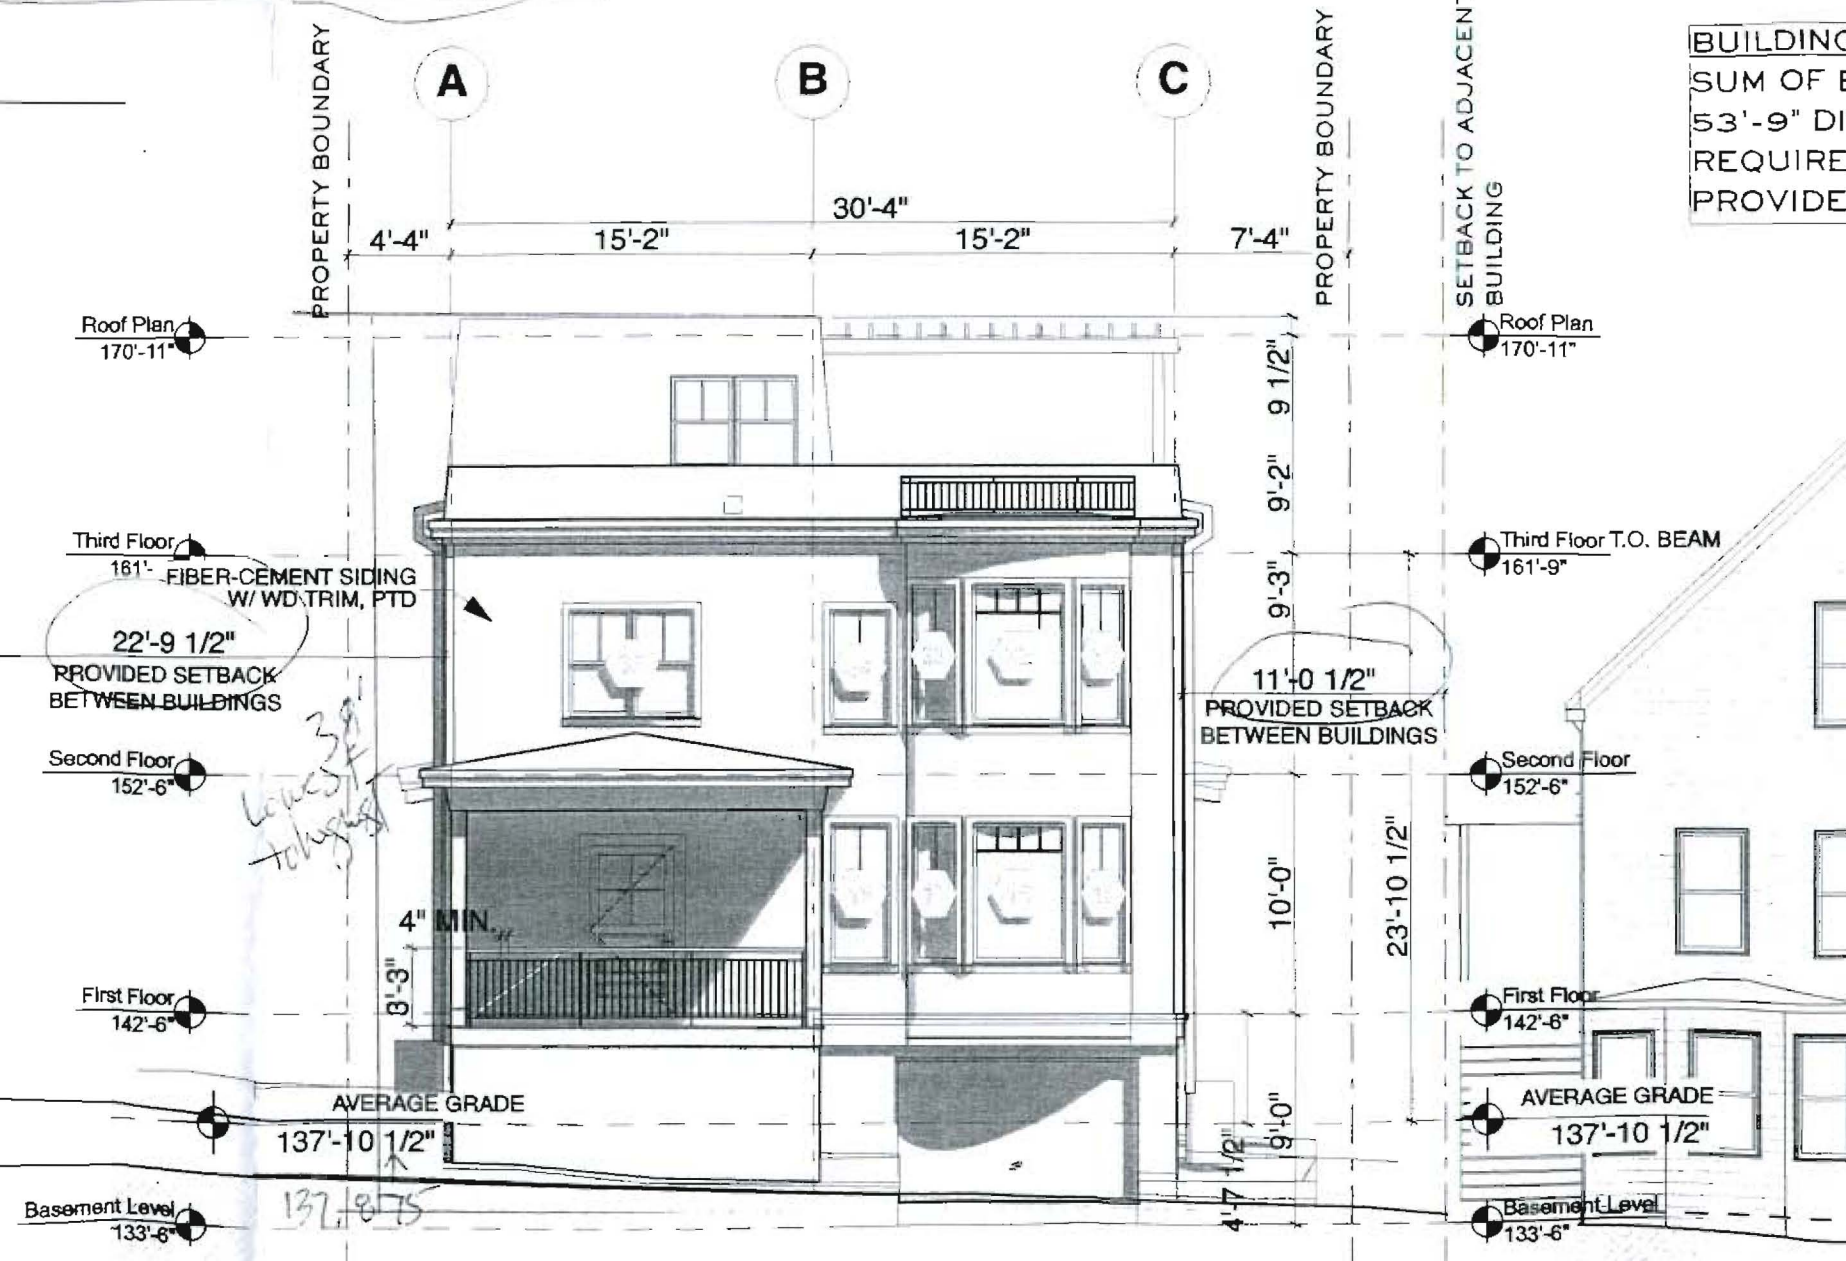 PROPERTY BOUNDARY
A
B
C
PROPERTY BOUNDARY
SETBACK TO ADJACENT
BUILDING
BUILDING
SUM OF
53'-9" DI
REQUIRE
PROVIDE
30'-4"
4'-4"
15'-2"
15'-2"
7'-4"
Roof Plan
170'-11"
Roof Plan
170'-11"
9 1/2"
9'-2"
Third Floor
161'-
FIBER-CEMENT SIDING
W/ WD TRIM, PTD
Third Floor T.O. BEAM
161'-9"
9'-3"
22'-9 1/2"
PROVIDED SETBACK
BETWEEN BUILDINGS
11'-0 1/2"
PROVIDED SETBACK
BETWEEN BUILDINGS
38'
lowest
to highest
Second Floor
152'-6"
Second Floor
152'-6"
10'-0"
23'-10 1/2"
4" MIN.
3'-3"
First Floor
142'-6"
First Floor
142'-6"
AVERAGE GRADE
137'-10 1/2"
AVERAGE GRADE
137'-10 1/2"
9'-0"
4'-7 1/2"
137.875
Basement Level
133'-6"
Basement Level
133'-6"